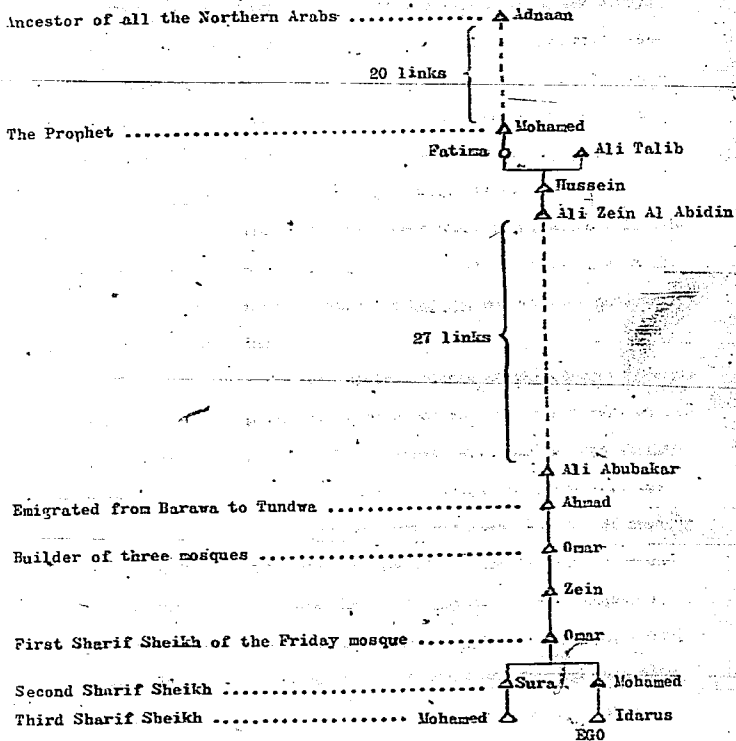 Ancestor of all the Northern Arabs .................. Adnaan
20 links
The Prophet .................................... Mohamed
Fatima Ali Talib
Hussein
Ali Zein Al Abidin
27 links
Ali Abubakar
Emigrated from Barawa to Tundwa .................. Ahmad
Builder of three mosques ......................... Omar
Zein
First Sharif Sheikh of the Friday mosque .......... Omar
Second Sharif Sheikh ......................... Sura Mohamed
Third Sharif Sheikh .................. Mohamed Idarus
EGO